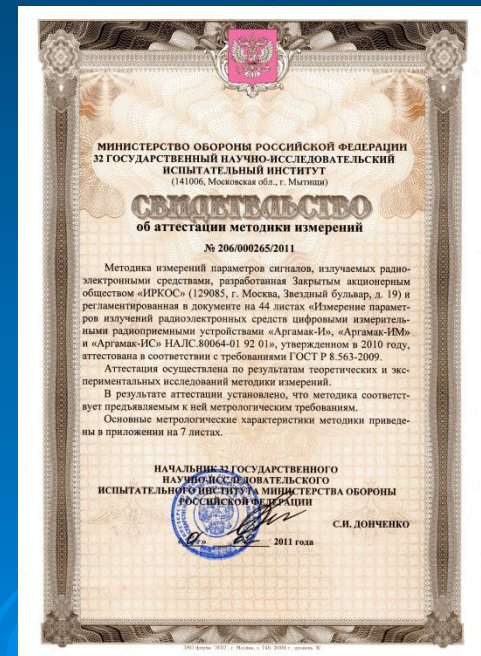 МИНИСТЕРСТВО ОБОРОНЫ РОССИЙСКОЙ ФЕДЕРАЦИИ
32 ГОСУДАРСТВЕННЫЙ НАУЧНО-ИССЛЕДОВАТЕЛЬСКИЙ
ИСПЫТАТЕЛЬНЫЙ ИНСТИТУТ
(141006, Московская обл., г. Мытищи)
СВИДЕТЕЛЬСТВО
об аттестации методики измерений
№ 206/000265/2011
Методика измерений параметров сигналов, излучаемых радио-
электронными средствами, разработанная Закрытым акционерным
обществом «ИРКОС» (129085, г. Москва, Звездный бульвар, д. 19) и
регламентированная в документе на 44 листах «Измерение парамет-
ров излучений радиоэлектронных средств цифровыми измеритель-
ными радиоприемными устройствами «Аргамак-И», «Аргамак-ИМ»
и «Аргамак-ИС» НАЛС.80064-01 92 01», утвержденном в 2010 году,
аттестована в соответствии с требованиями ГОСТ Р 8.563-2009.
Аттестация осуществлена по результатам теоретических и экс-
периментальных исследований методики измерений.
В результате аттестации установлено, что методика соответст-
вует предъявляемым к ней метрологическим требованиям.
Основные метрологические характеристики методики приведе-
ны в приложении на 7 листах.
НАЧАЛЬНИК 32 ГОСУДАРСТВЕННОГО
НАУЧНО-ИССЛЕДОВАТЕЛЬСКОГО
ИСПЫТАТЕЛЬНОГО ИНСТИТУТА МИНИСТЕРСТВА ОБОРОНЫ
РОССИЙСКОЙ ФЕДЕРАЦИИ
С.И. ДОНЧЕНКО
2011 года